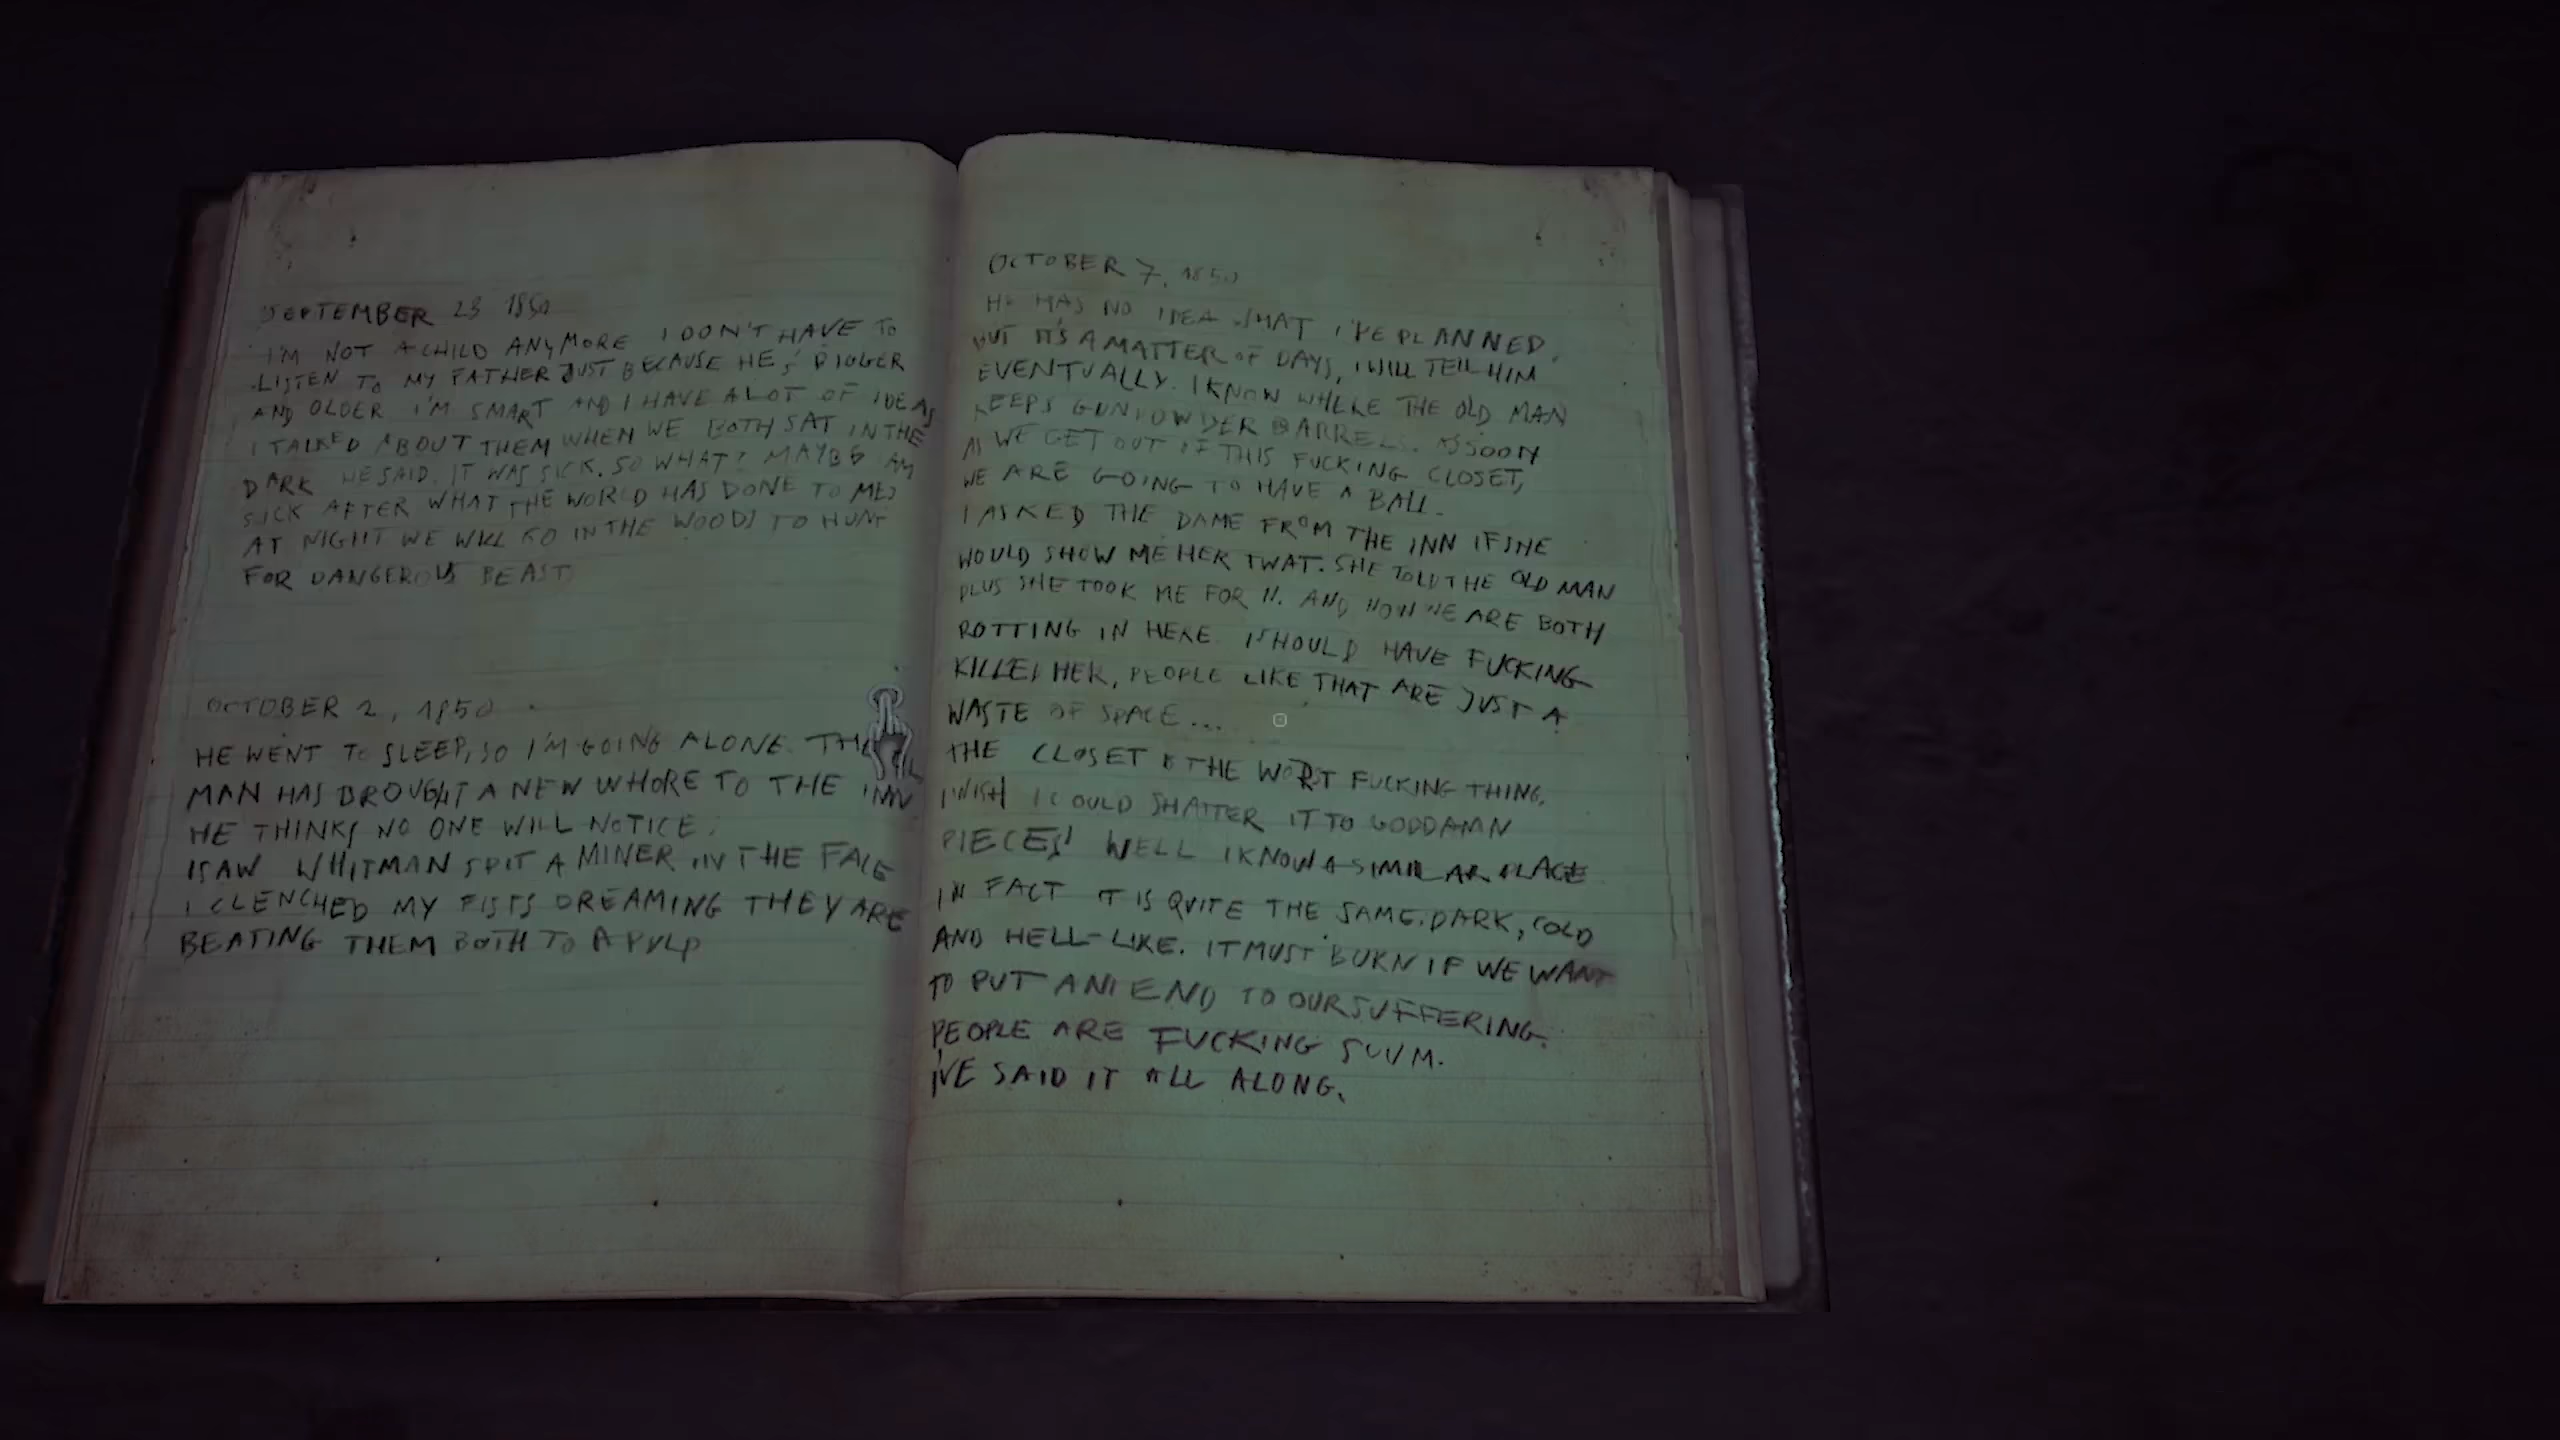 SEPTEMBER 23 1850
I'M NOT A CHILD ANYMORE I DON'T HAVE TO
LISTEN TO MY FATHER JUST BECAUSE HE'S BIGGER
AND OLDER I'M SMART AND I HAVE A LOT OF IDEAS
I TALKED ABOUT THEM WHEN WE BOTH SAT IN THE
DARK HE SAID, IT WAS SICK. SO WHAT? MAYBE AM
SICK AFTER WHAT THE WORLD HAS DONE TO ME?
AT NIGHT WE WILL GO IN THE WOODS TO HUNT
FOR DANGEROUS BEAST
OCTOBER 2, 1850
HE WENT TO SLEEP, SO I'M GOING ALONE.
MAN HAS BROUGHT A NEW WHORE TO THE INN
HE THINKS NO ONE WILL NOTICE.
I SAW WHITMAN SPIT A MINER IN THE FACE
I CLENCHED MY FISTS DREAMING THEY ARE
BEATING THEM BOTH TO A PULP
OCTOBER 7, 1850
HE HAS NO IDEA WHAT I'VE PLANNED.
BUT IT'S A MATTER OF DAYS, I WILL TELL HIM
EVENTUALLY. I KNOW WHERE THE OLD MAN
KEEPS GUNPOWDER BARRELS. AS SOON
AS WE GET OUT OF THIS FUCKING CLOSET,
WE ARE GOING TO HAVE A BALL.
I ASKED THE DAME FROM THE INN IF SHE
WOULD SHOW ME HER TWAT. SHE TOLD THE OLD MAN
PLUS SHE TOOK ME FOR N. AND NOW WE ARE BOTH
ROTTING IN HERE. I SHOULD HAVE FUCKING
KILLED HER, PEOPLE LIKE THAT ARE JUST A
WASTE OF SPACE...
THE CLOSET IS THE WORST FUCKING THING.
I WISH I COULD SHATTER IT TO GODDAMN
PIECES! WELL I KNOW A SIMILAR PLACE
IN FACT IT IS QUITE THE SAME. DARK, COLD
AND HELL-LIKE. IT MUST BURN IF WE WANT
TO PUT AN END TO OUR SUFFERING.
PEOPLE ARE FUCKING SCUM.
I'VE SAID IT ALL ALONG.